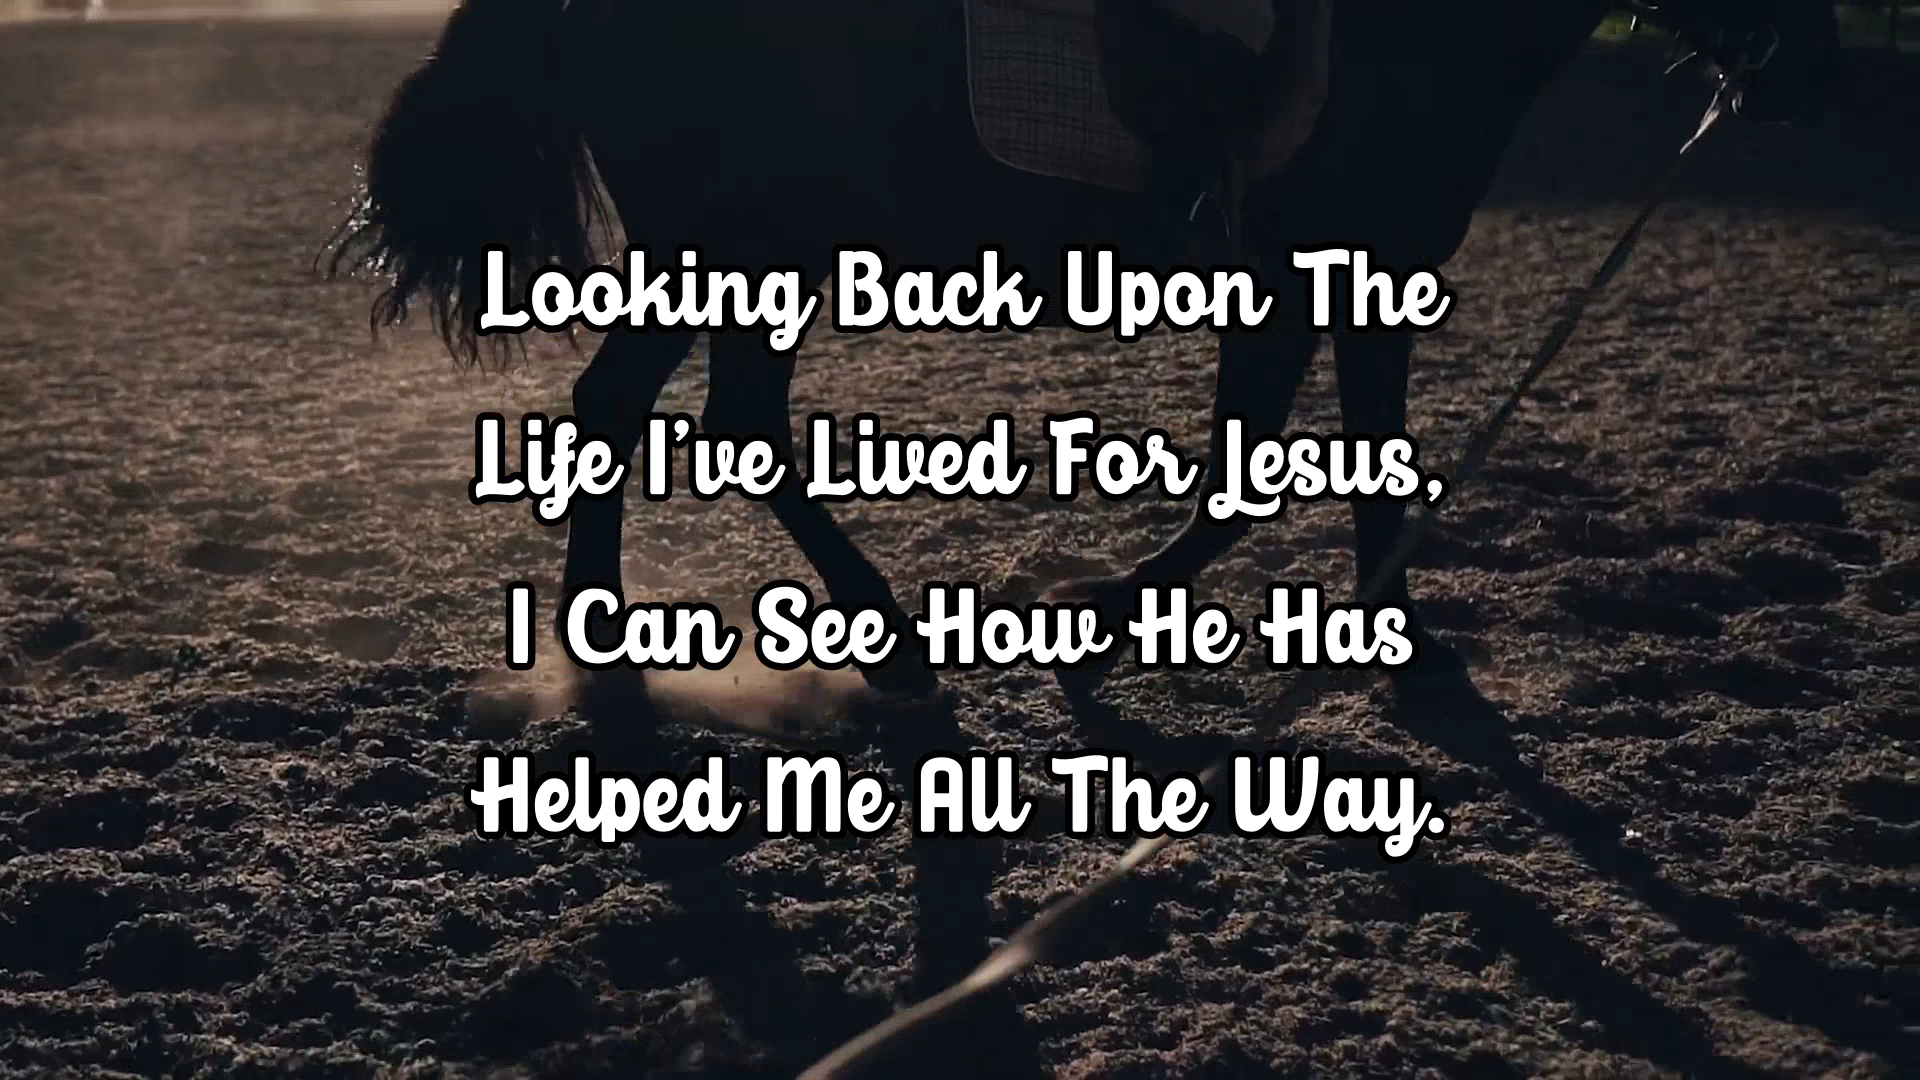 Looking Back Upon The
Life I've Lived For Jesus,
I Can See How He Has
Helped Me All The Way.